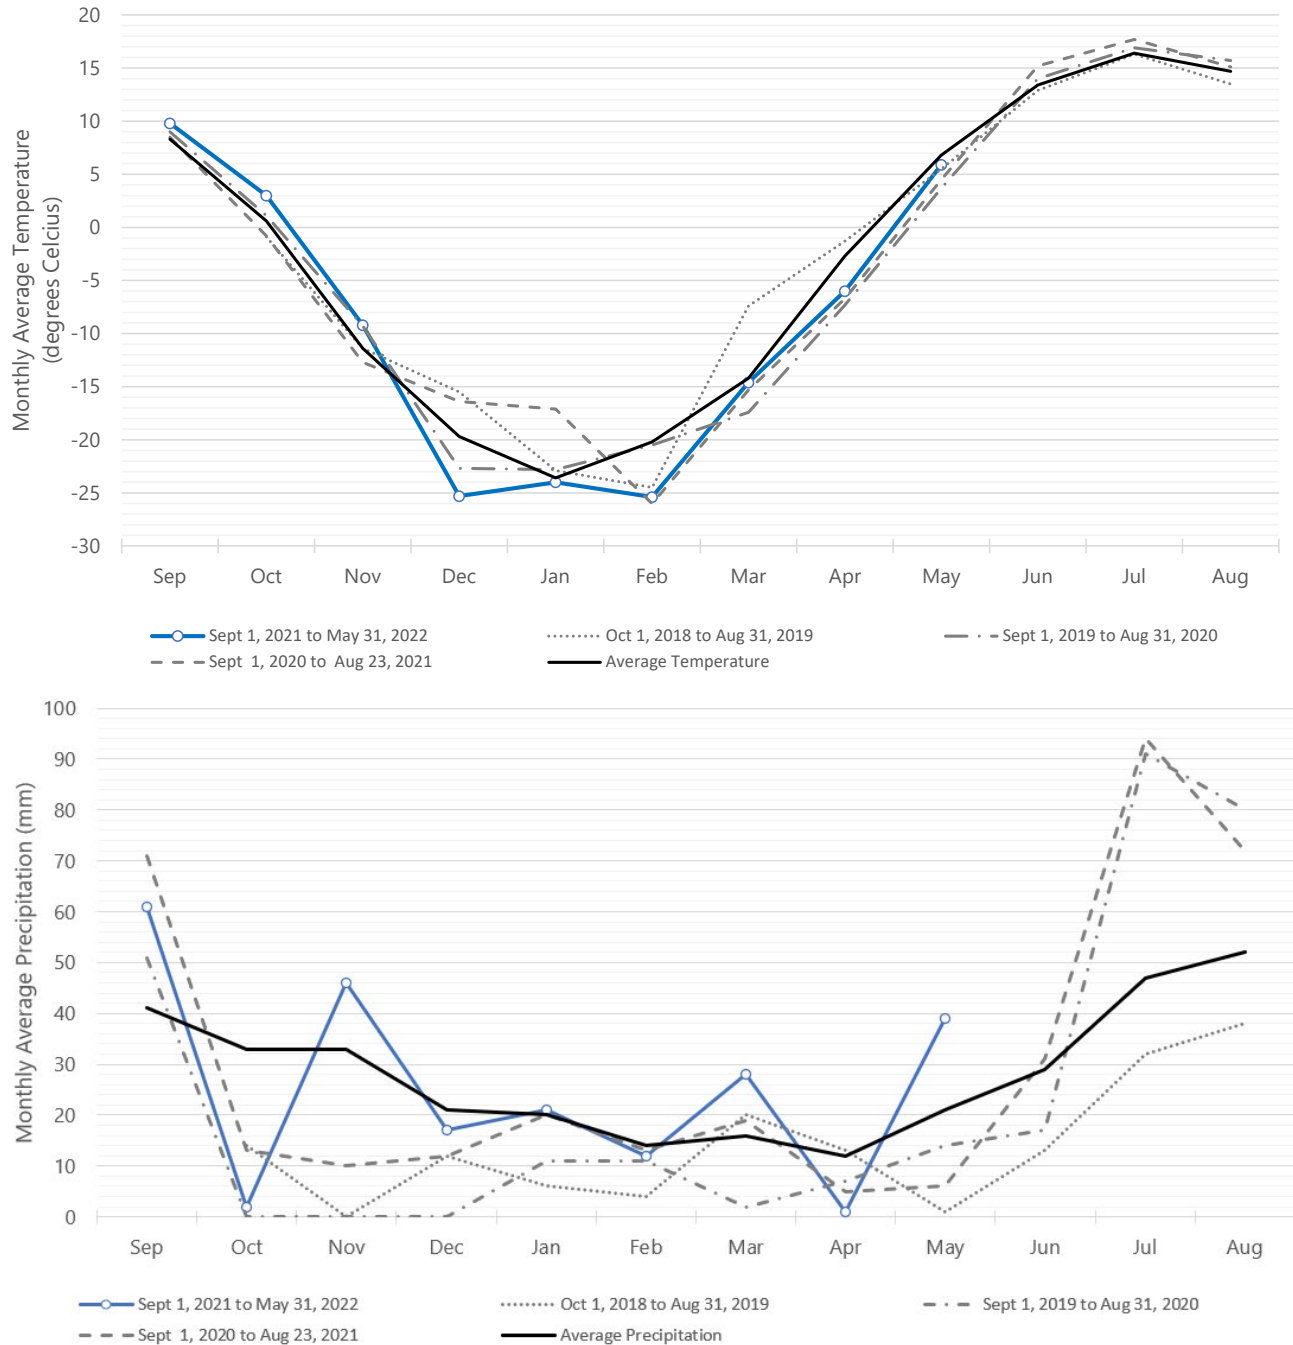 20
15
10
5
0
-5
-10
-15
-20
-25
-30
Monthly Average Temperature
(degrees Celcius)
Sep Oct Nov Dec Jan Feb Mar Apr May Jun Jul Aug
Sept 1, 2021 to May 31, 2022 Oct 1, 2018 to Aug 31, 2019 Sept 1, 2019 to Aug 31, 2020
Sept 1, 2020 to Aug 23, 2021 Average Temperature
100
90
80
70
60
50
40
30
20
10
0
Monthly Average Precipitation (mm)
Sep Oct Nov Dec Jan Feb Mar Apr May Jun Jul Aug
Sept 1, 2021 to May 31, 2022 Oct 1, 2018 to Aug 31, 2019 Sept 1, 2019 to Aug 31, 2020
Sept 1, 2020 to Aug 23, 2021 Average Precipitation